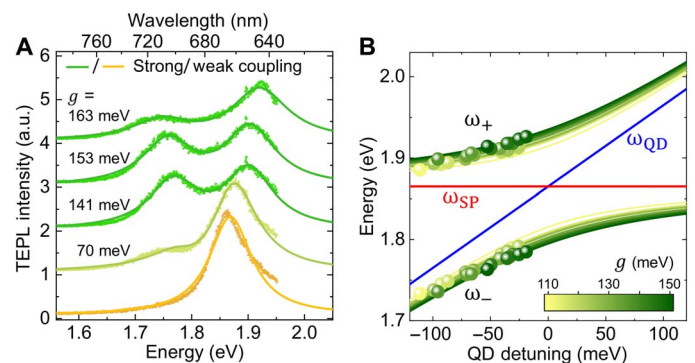 Wavelength (nm)
A
760 720 680 640
6
5
4
3
2
1
0
TEPL intensity (a.u.)
/ Strong/ weak coupling
g =
163 meV
153 meV
141 meV
70 meV
1.6 1.7 1.8 1.9 2.0
Energy (eV)
B
2.0
1.9
1.8
1.7
Energy (eV)
ω+
ωQD
ωSP
ω−
g (meV)
110 130 150
−100 −50 0 50 100
QD detuning (meV)